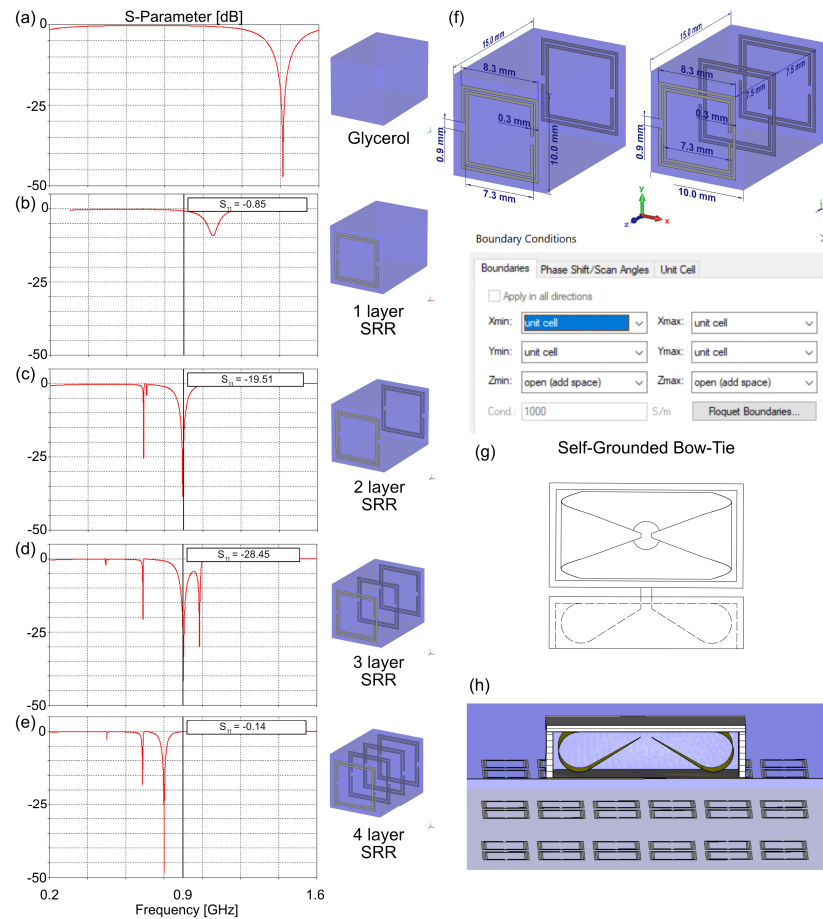 (a)
S-Parameter [dB]
0
-25
-50
Glycerol
(b)
0
-25
-50
S11 = -0.85
1 layer
SRR
(c)
0
-25
-50
S11 = -19.51
2 layer
SRR
(d)
0
-25
-50
S11 = -28.45
3 layer
SRR
(e)
0
-25
-50
S11 = -0.14
4 layer
SRR
0.2
0.9
1.6
Frequency [GHz]
(f)
15.0 mm
8.3 mm
0.3 mm
0.9 mm
10.0 mm
7.3 mm
15.0 mm
8.3 mm
7.5 mm
7.5
0.3 mm
0.9 mm
7.3 mm
10.0 mm
y
z
x
Boundary Conditions
Boundaries
Phase Shift/Scan Angles
Unit Cell
Apply in all directions
Xmin: unit cell
Xmax: unit cell
Ymin: unit cell
Ymax: unit cell
Zmin: open (add space)
Zmax: open (add space)
Cond.: 1000 S/m
Floquet Boundaries...
(g)
Self-Grounded Bow-Tie
(h)